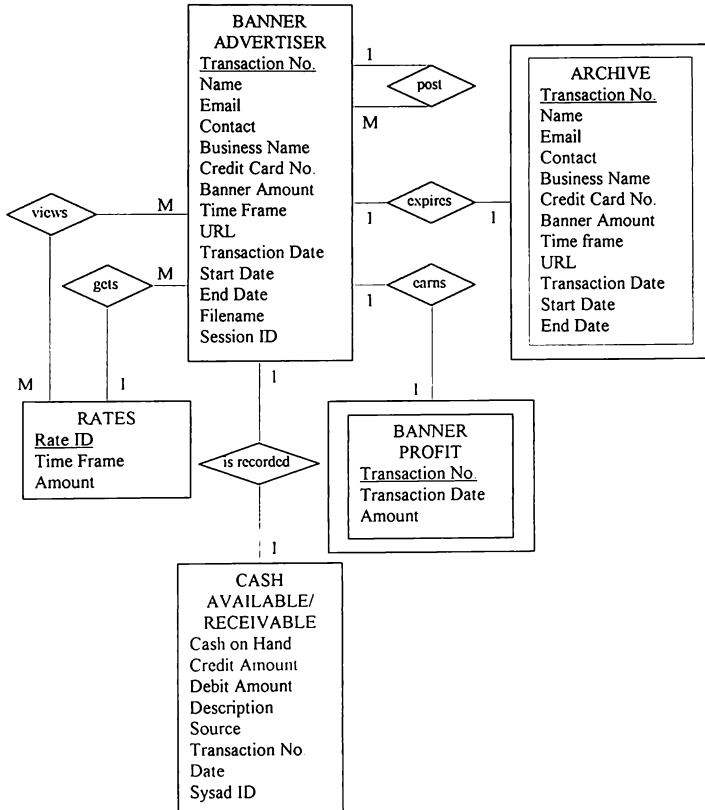 BANNER
ADVERTISER
Transaction No.
Name
Email
Contact
Business Name
Credit Card No.
Banner Amount
Time Frame
URL
Transaction Date
Start Date
End Date
Filename
Session ID
1
post
M
ARCHIVE
Transaction No.
Name
Email
Contact
Business Name
Credit Card No.
Banner Amount
Time frame
URL
Transaction Date
Start Date
End Date
views
M
1
expires
1
gets
M
1
earns
M
1
1
1
RATES
Rate ID
Time Frame
Amount
is recorded
BANNER
PROFIT
Transaction No.
Transaction Date
Amount
1
CASH
AVAILABLE/
RECEIVABLE
Cash on Hand
Credit Amount
Debit Amount
Description
Source
Transaction No
Date
Sysad ID